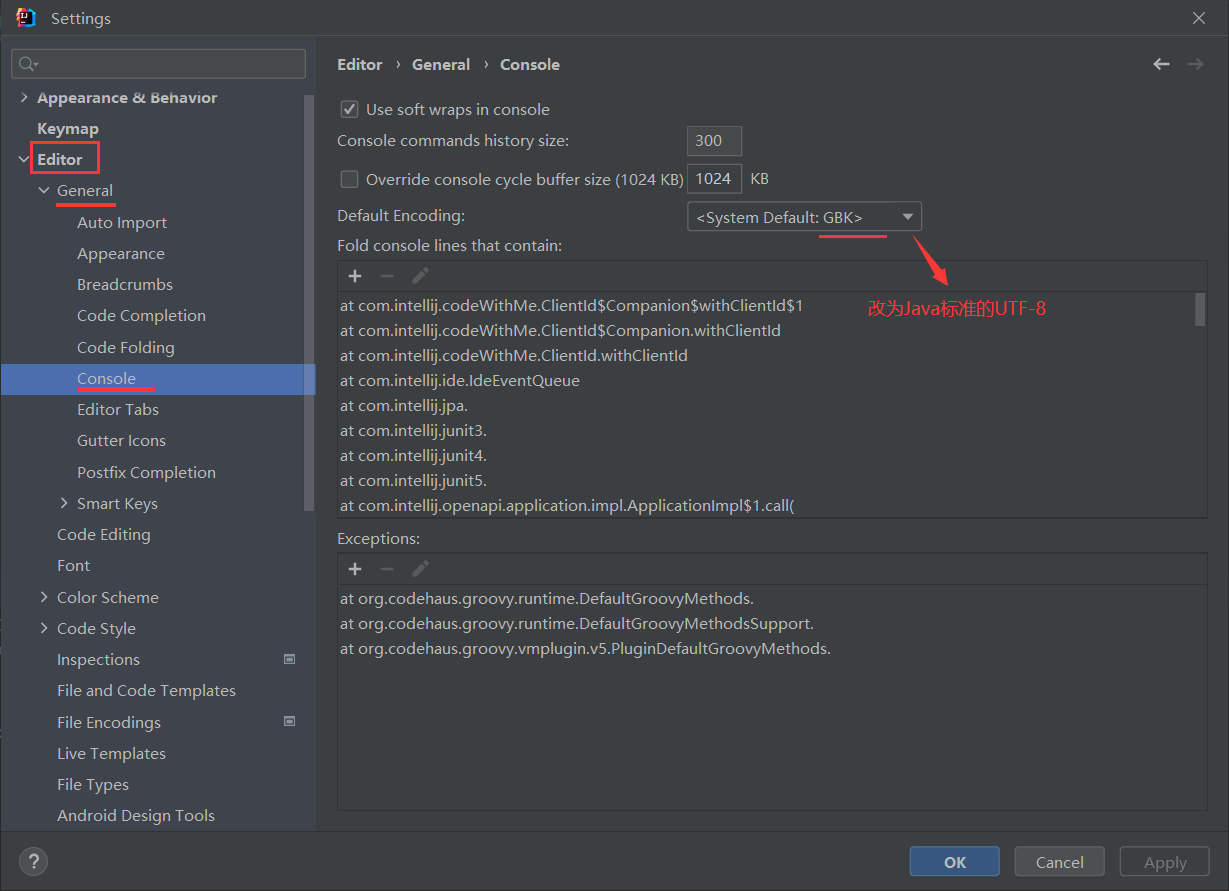 Settings
Appearance & Behavior
Keymap
Editor
General
Auto Import
Appearance
Breadcrumbs
Code Completion
Code Folding
Console
Editor Tabs
Gutter Icons
Postfix Completion
Smart Keys
Code Editing
Font
Color Scheme
Code Style
Inspections
File and Code Templates
File Encodings
Live Templates
File Types
Android Design Tools
Editor › General › Console
Use soft wraps in console
Console commands history size: 300
Override console cycle buffer size (1024 KB) 1024 KB
Default Encoding: <System Default: GBK>
改为Java标准的UTF-8
Fold console lines that contain:
at com.intellij.codeWithMe.ClientId$Companion$withClientId$1
at com.intellij.codeWithMe.ClientId$Companion.withClientId
at com.intellij.codeWithMe.ClientId.withClientId
at com.intellij.ide.IdeEventQueue
at com.intellij.jpa.
at com.intellij.junit3.
at com.intellij.junit4.
at com.intellij.junit5.
at com.intellij.openapi.application.impl.ApplicationImpl$1.call(
Exceptions:
at org.codehaus.groovy.runtime.DefaultGroovyMethods.
at org.codehaus.groovy.runtime.DefaultGroovyMethodsSupport.
at org.codehaus.groovy.vmplugin.v5.PluginDefaultGroovyMethods.
?
OK
Cancel
Apply